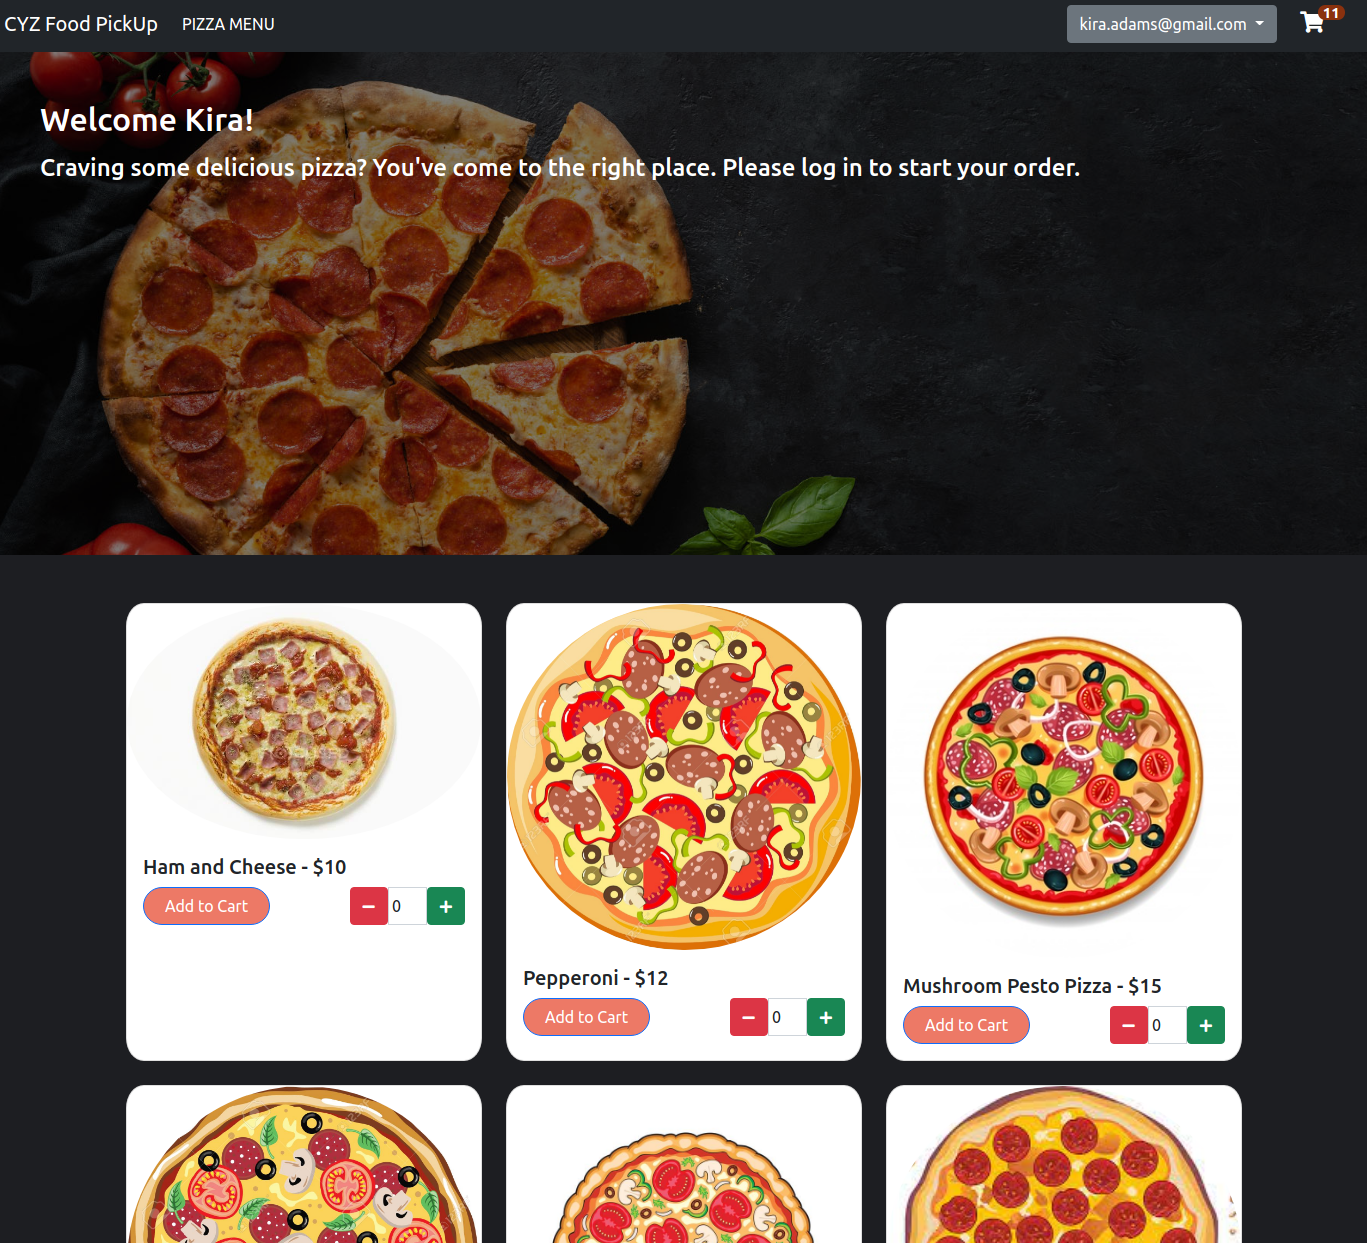 CYZ Food PickUp PIZZA MENU kira.adams@gmail.com 11
Welcome Kira!
Craving some delicious pizza? You've come to the right place. Please log in to start your order.
Ham and Cheese - $10
Add to Cart − 0 +
Pepperoni - $12
Add to Cart − 0 +
Mushroom Pesto Pizza - $15
Add to Cart − 0 +